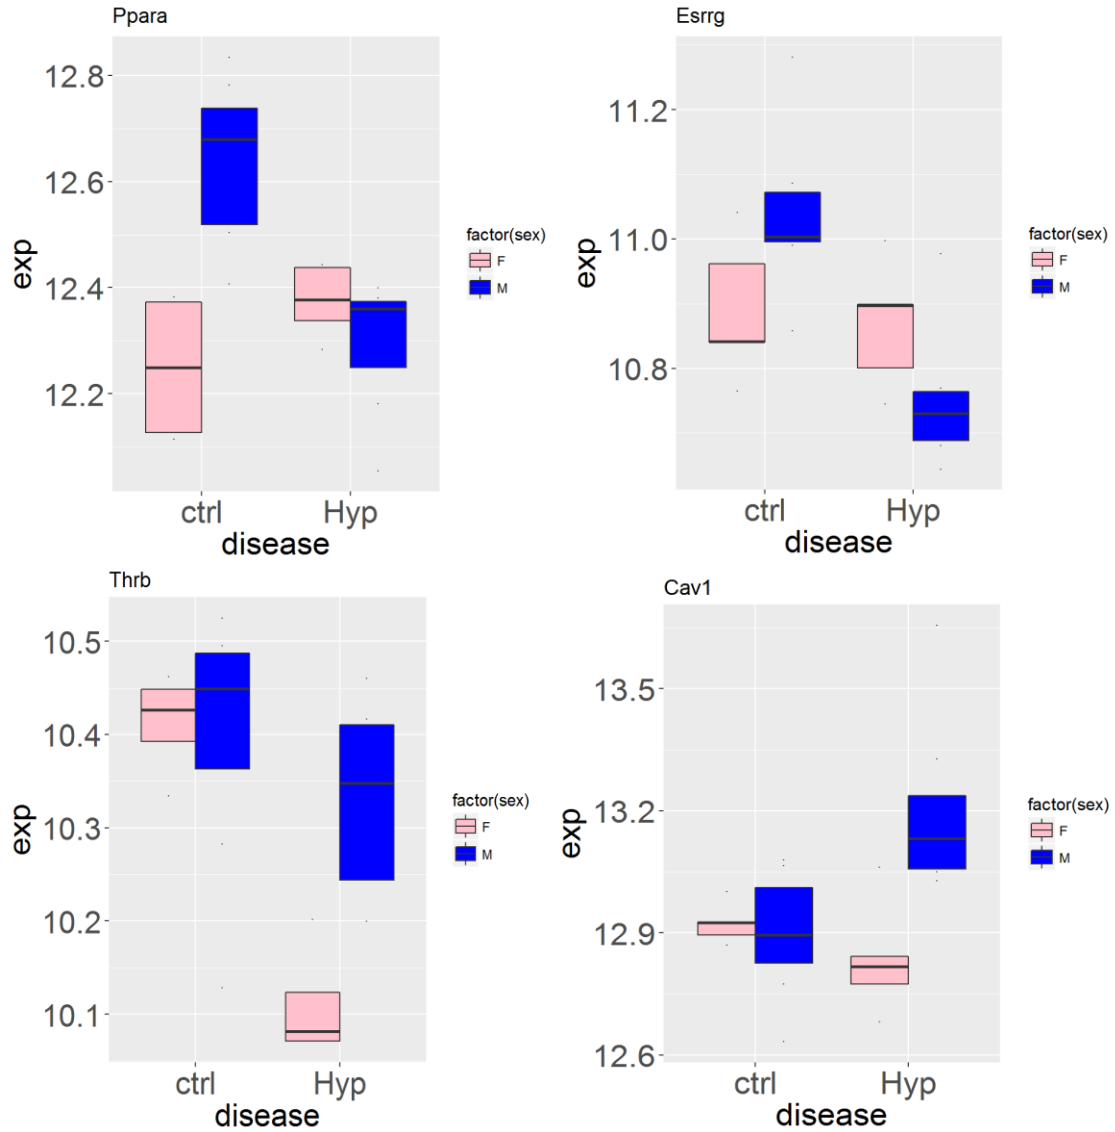 Ppara
12.8
12.6
12.4
12.2
exp
ctrl Hyp
disease
factor(sex)
F
M
Esrrg
11.2
11.0
10.8
exp
ctrl Hyp
disease
factor(sex)
F
M
Thrb
10.5
10.4
10.3
10.2
10.1
exp
ctrl Hyp
disease
factor(sex)
F
M
Cav1
13.5
13.2
12.9
12.6
exp
ctrl Hyp
disease
factor(sex)
F
M